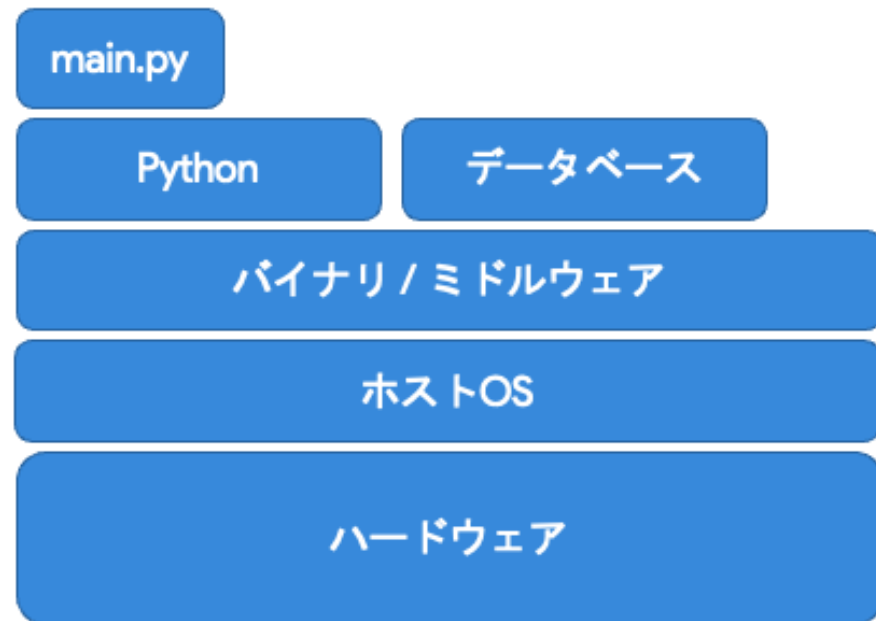 main.py
Python
データベース
バイナリ / ミドルウェア
ホストOS
ハードウェア